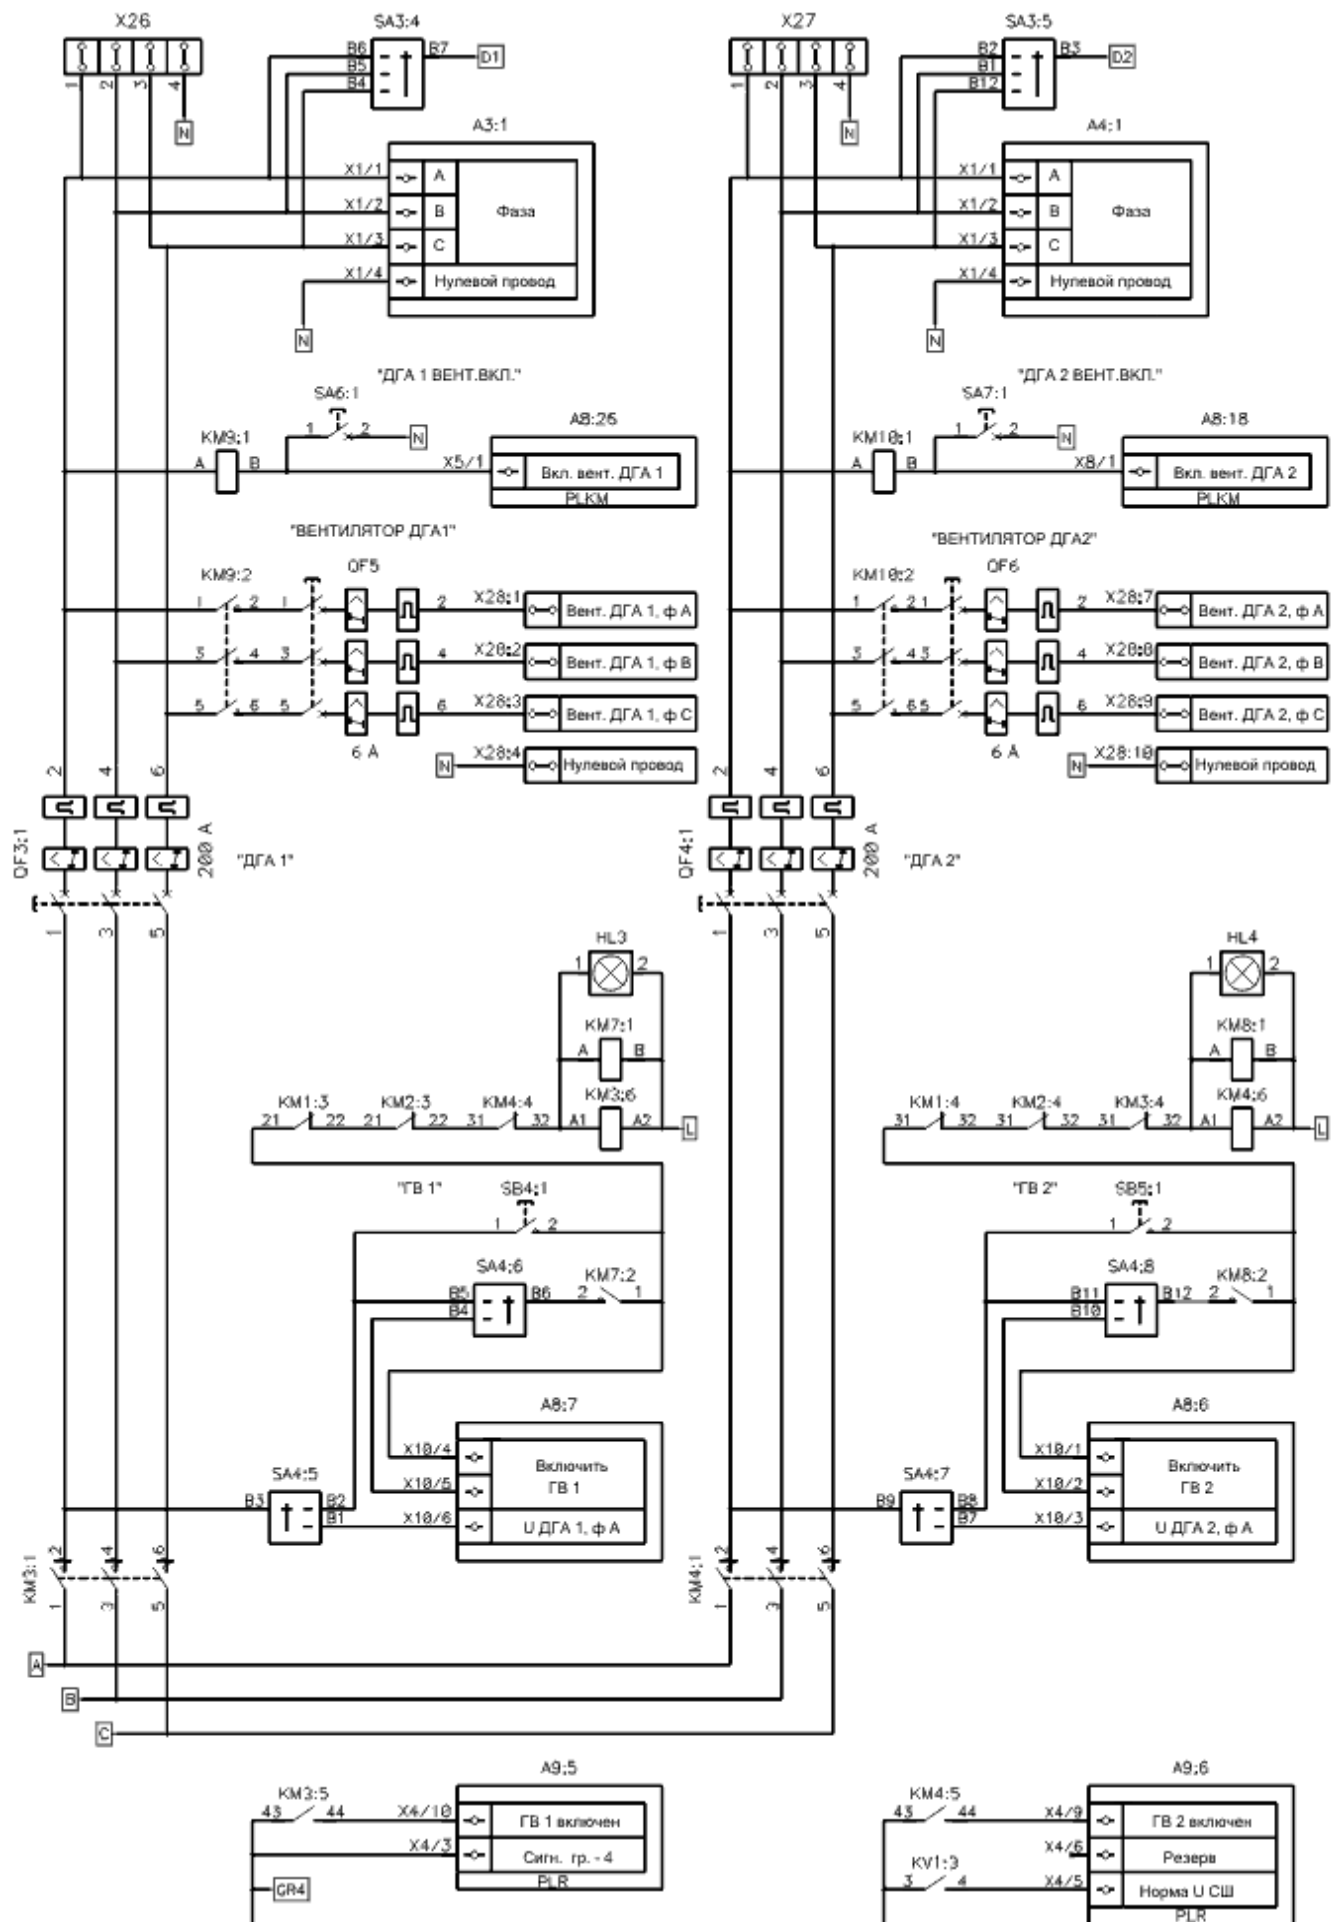 X26 SA3:4 X27 SA3:5
B6 B7 D1 B2 B3 D2
B5 B1
B4 B12
1 2 3 4 1 2 3 4
N N
A3:1 A4:1
X1/1 A X1/1 A
X1/2 B Фаза X1/2 B Фаза
X1/3 C X1/3 C
X1/4 Нулевой провод X1/4 Нулевой провод
N N
"ДГА 1 ВЕНТ.ВКЛ." "ДГА 2 ВЕНТ.ВКЛ."
SA6:1 SA7:1
KM9:1 1 2 N A8:26 KM10:1 1 2 N A8:18
A B X5/1 Вкл. вент. ДГА 1 A B X8/1 Вкл. вент. ДГА 2
PLKM PLKM
"ВЕНТИЛЯТОР ДГА1" "ВЕНТИЛЯТОР ДГА2"
KM9:2 QF5 KM10:2 QF6
1 2 1 2 X28:1 Вент. ДГА 1, ф А 1 2 1 2 X28:7 Вент. ДГА 2, ф А
3 4 3 4 X28:2 Вент. ДГА 1, ф В 3 4 3 4 X28:8 Вент. ДГА 2, ф В
5 6 5 6 X28:3 Вент. ДГА 1, ф С 5 6 5 6 X28:9 Вент. ДГА 2, ф С
6 A 6 A
N X28:4 Нулевой провод N X28:10 Нулевой провод
2 4 6 2 4 6
QF3:1 200 A "ДГА 1" QF4:1 200 A "ДГА 2"
1 3 5 1 3 5
HL3 HL4
1 2 1 2
KM7:1 KM8:1
A B A B
KM1:3 KM2:3 KM4:4 KM3:6 KM1:4 KM2:4 KM3:4 KM4:6
21 22 21 22 31 32 A1 A2 L 31 32 31 32 31 32 A1 A2 L
"ГВ 1" SB4:1 "ГВ 2" SB5:1
1 2 1 2
SA4:6 KM7:2 SA4:8 KM8:2
B5 B6 2 1 B11 B12 2 1
B4 B10
A8:7 A8:6
X10/4 Включить X10/1 Включить
X10/5 ГВ 1 X10/2 ГВ 2
SA4:5 SA4:7
B3 B2 B9 B8
B1 X10/6 U ДГА 1, ф А B7 X10/3 U ДГА 2, ф А
KM3:1 2 4 6 KM4:1 2 4 6
1 3 5 1 3 5
A
B
C
A9:5 A9:6
KM3:5 KM4:5
43 44 X4/10 ГВ 1 включен 43 44 X4/9 ГВ 2 включен
X4/3 Сигн. гр. - 4 X4/6 Резерв
PLR KV1:3
GR4 3 4 X4/5 Норма U СШ
PLR